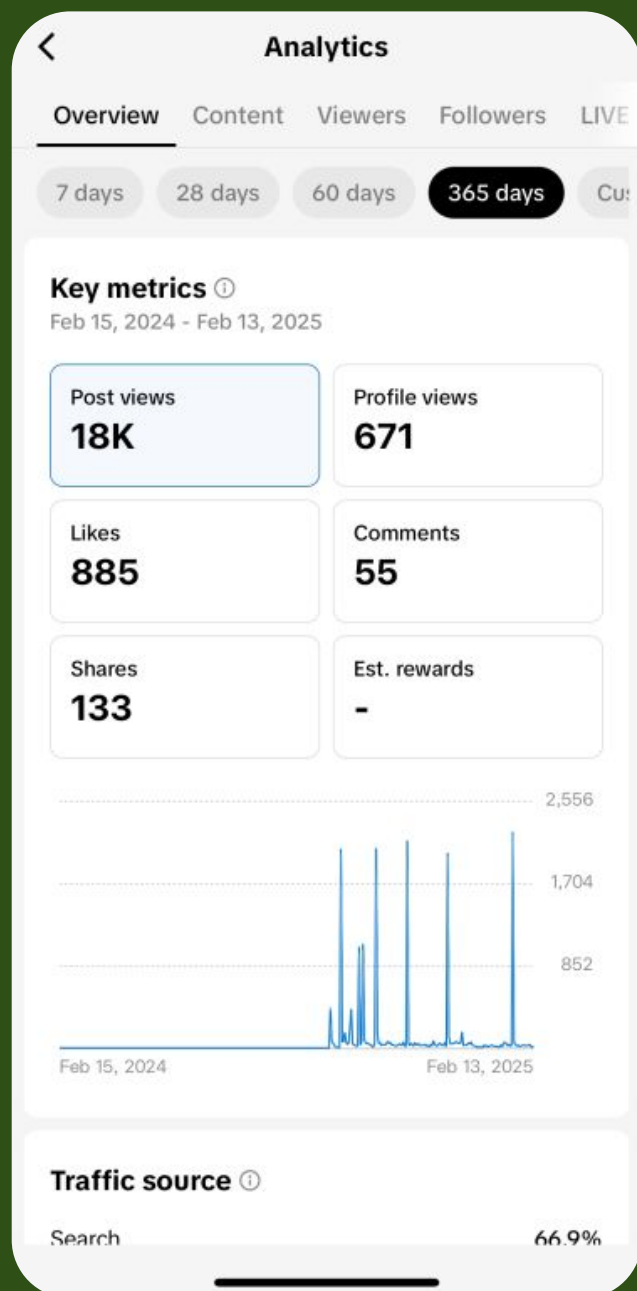 Analytics
Overview Content Viewers Followers LIVE
7 days 28 days 60 days 365 days
Key metrics
Feb 15, 2024 - Feb 13, 2025
Post views Profile views
18K 671
Likes Comments
885 55
Shares Est. rewards
133 -
2,556
1,704
852
Feb 15, 2024 Feb 13, 2025
Traffic source
Search 66.9%